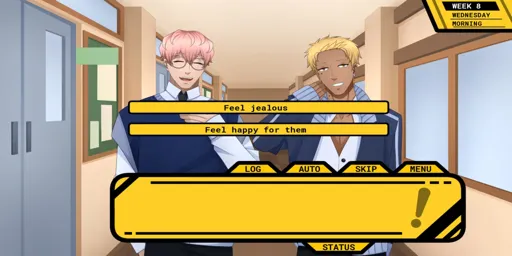 WEEK 8
WEDNESDAY
MORNING
Feel jealous
Feel happy for them
LOG
AUTO
SKIP
MENU
!
STATUS